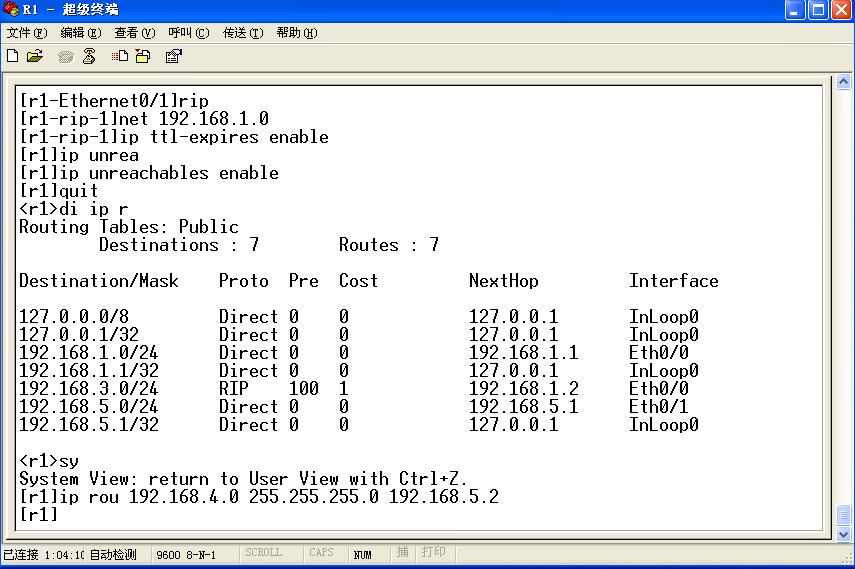 R1 - 超级终端
文件(F) 编辑(E) 查看(V) 呼叫(C) 传送(T) 帮助(H)
[r1-Ethernet0/1]rip
[r1-rip-1]net 192.168.1.0
[r1-rip-1]ip ttl-expires enable
[r1]ip unrea
[r1]ip unreachables enable
[r1]quit
<r1>di ip r
Routing Tables: Public
        Destinations : 7        Routes : 7
Destination/Mask    Proto  Pre  Cost         NextHop         Interface
127.0.0.0/8         Direct 0    0            127.0.0.1       InLoop0
127.0.0.1/32        Direct 0    0            127.0.0.1       InLoop0
192.168.1.0/24      Direct 0    0            192.168.1.1     Eth0/0
192.168.1.1/32      Direct 0    0            127.0.0.1       InLoop0
192.168.3.0/24      RIP    100  1            192.168.1.2     Eth0/0
192.168.5.0/24      Direct 0    0            192.168.5.1     Eth0/1
192.168.5.1/32      Direct 0    0            127.0.0.1       InLoop0
<r1>sy
System View: return to User View with Ctrl+Z.
[r1]ip rou 192.168.4.0 255.255.255.0 192.168.5.2
[r1]
已连接 1:04:10 自动检测 9600 8-N-1 SCROLL CAPS NUM 捕 打印